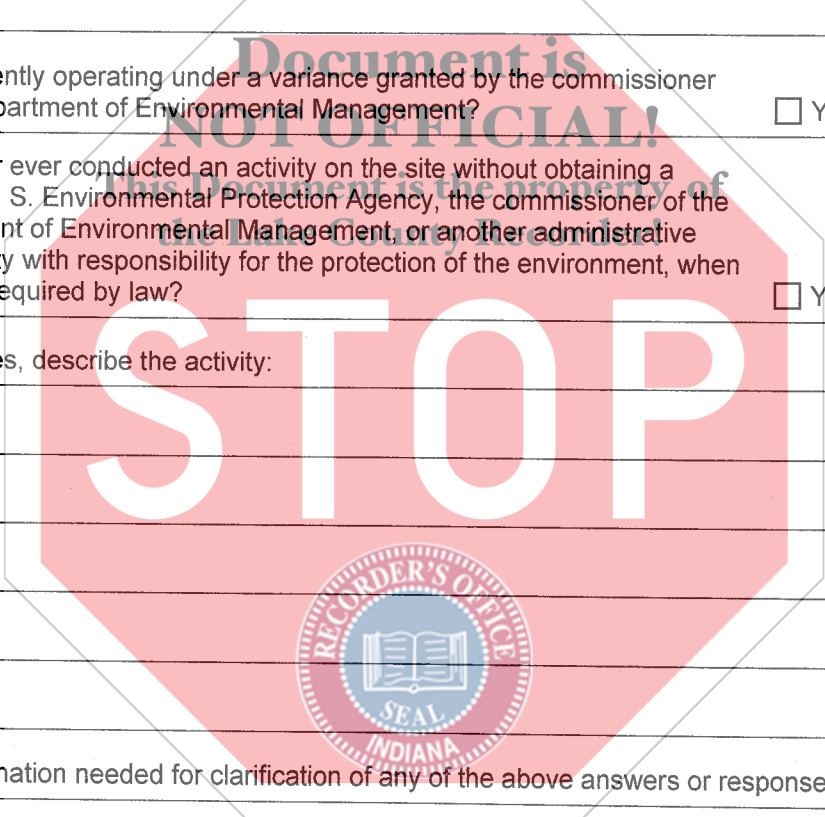 Document is
ently operating under a variance granted by the commissioner
partment of Environmental Management?
Y
NOT OFFICIAL!
ever conducted an activity on the site without obtaining a
This Document is the property of
S. Environmental Protection Agency, the commissioner of the
nt of Environmental Management, or another administrative
the Lake County Recorder!
y with responsibility for the protection of the environment, when
equired by law?
Y
STOP
es, describe the activity:
RECORDER'S OFFICE
SEAL
INDIANA
nation needed for clarification of any of the above answers or response